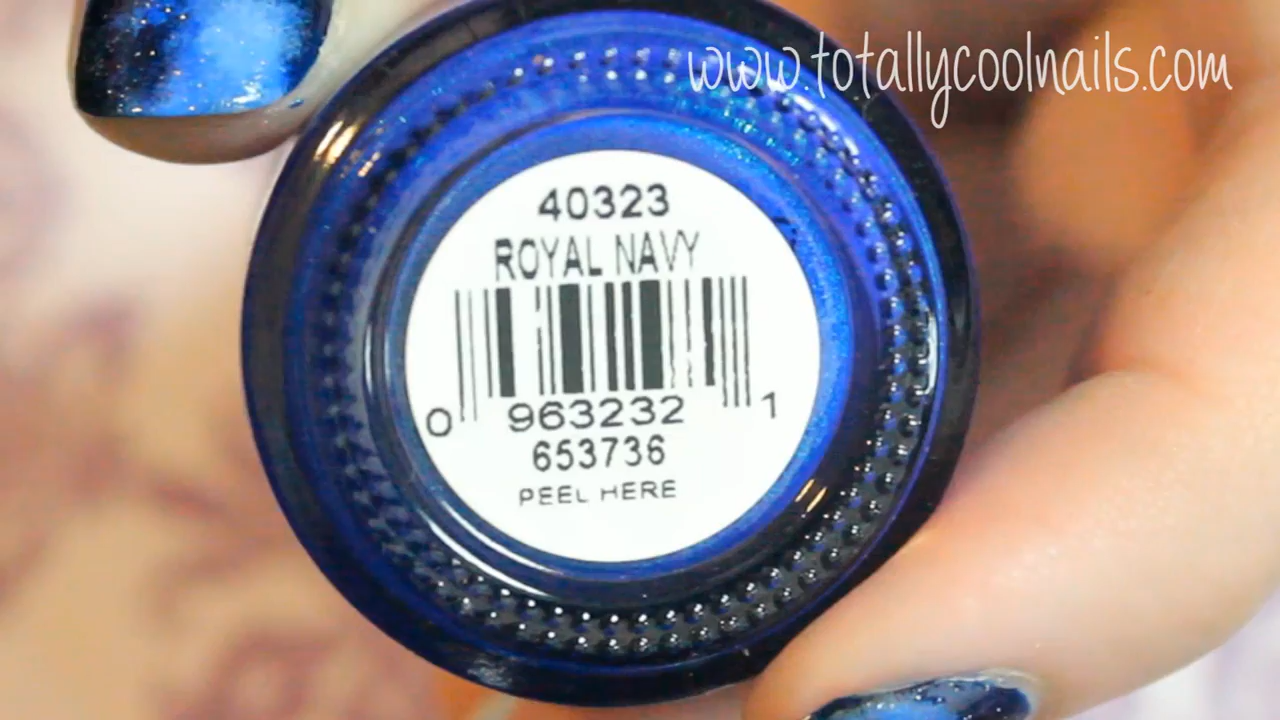 www.totallycoolnails.com
40323
ROYAL NAVY
0 963232 1
653736
PEEL HERE